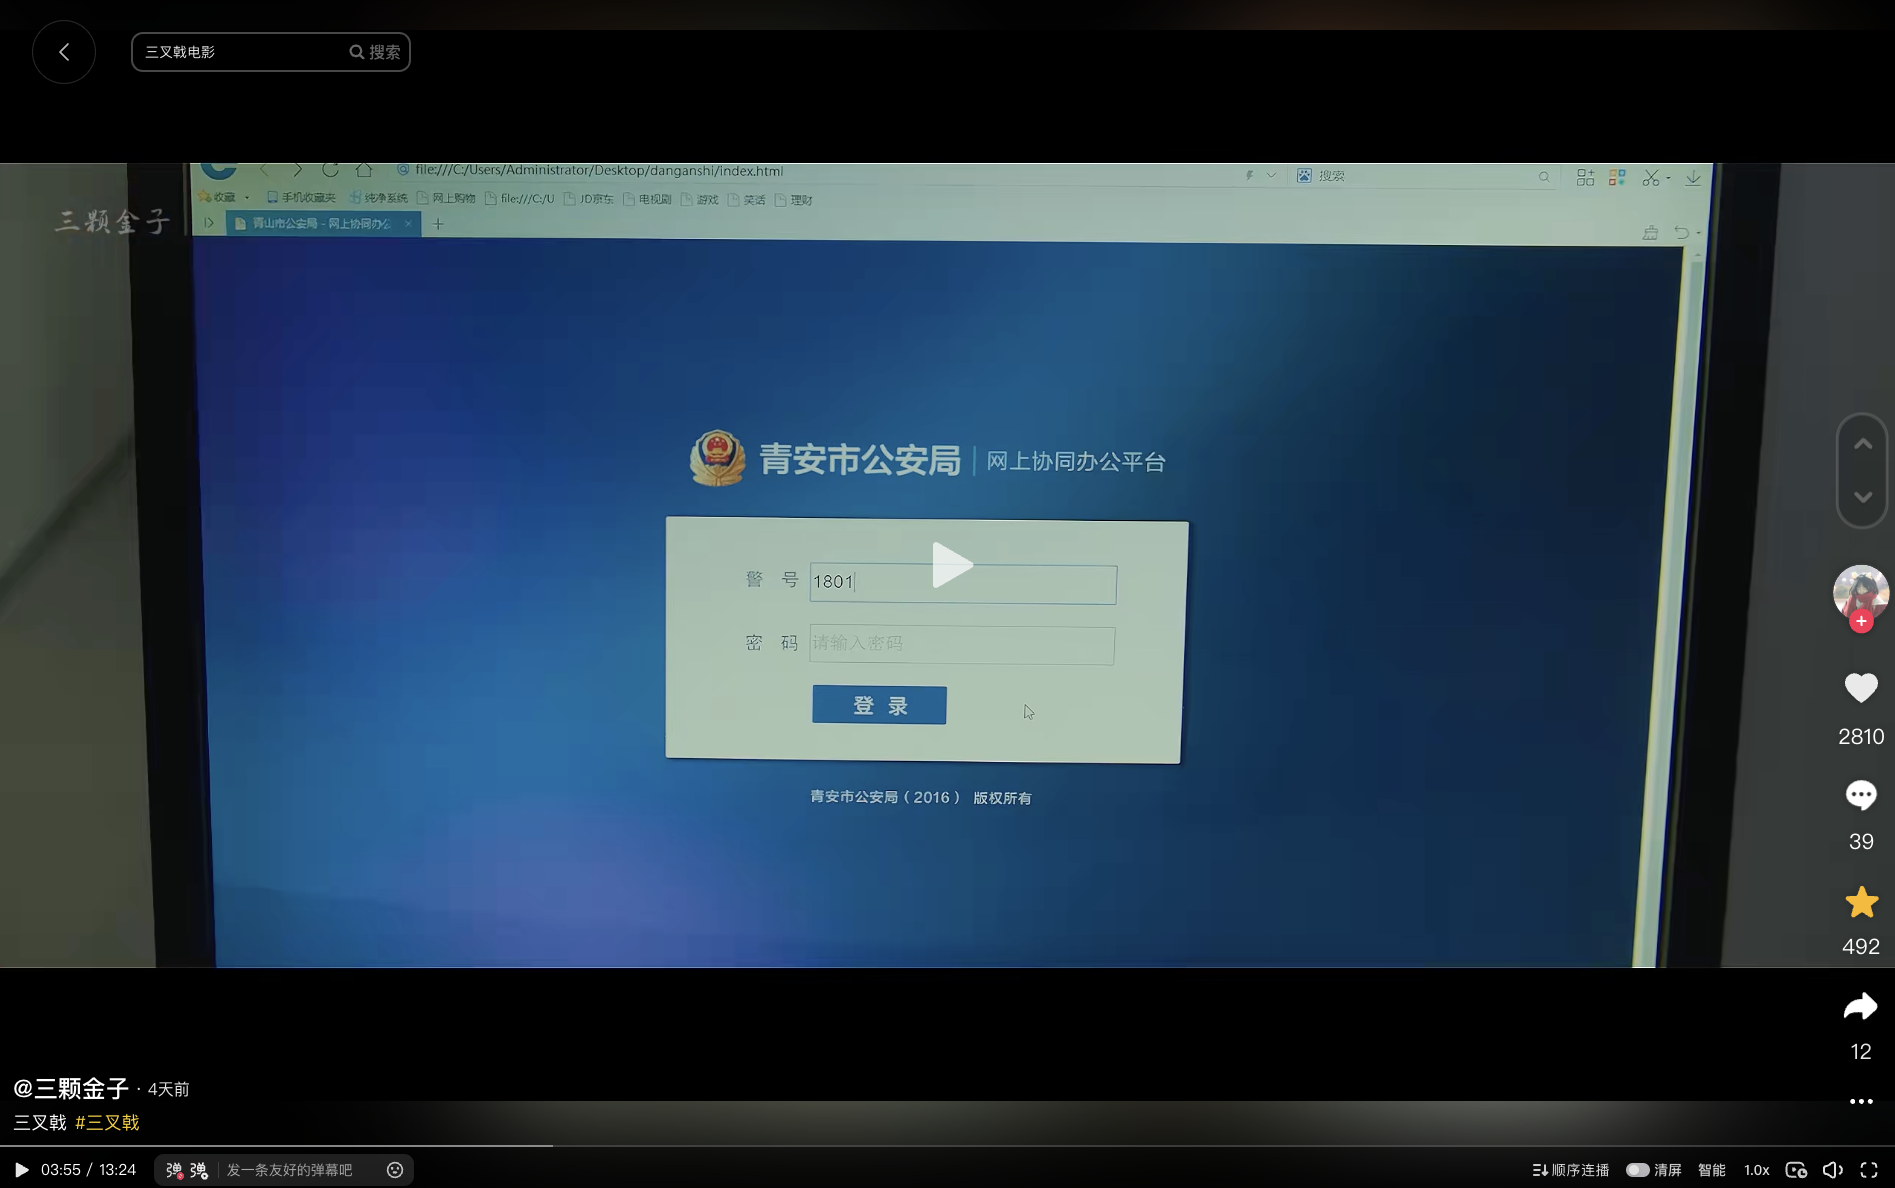 三叉戟电影 搜索
file:///C:/Users/Administrator/Desktop/danganshi/index.html 搜索
收藏 手机收藏夹 纯净系统 网上购物 file:///C:/U JD京东 电视剧 游戏 笑话 理财
三颗金子
青山市公安局 - 网上协同办公
青安市公安局 网上协同办公平台
警 号 1801
密 码 请输入密码
登 录
青安市公安局（2016） 版权所有
2810
39
492
12
@三颗金子 · 4天前
三叉戟 #三叉戟
03:55 / 13:24 弹 弹 发一条友好的弹幕吧 顺序连播 清屏 智能 1.0x